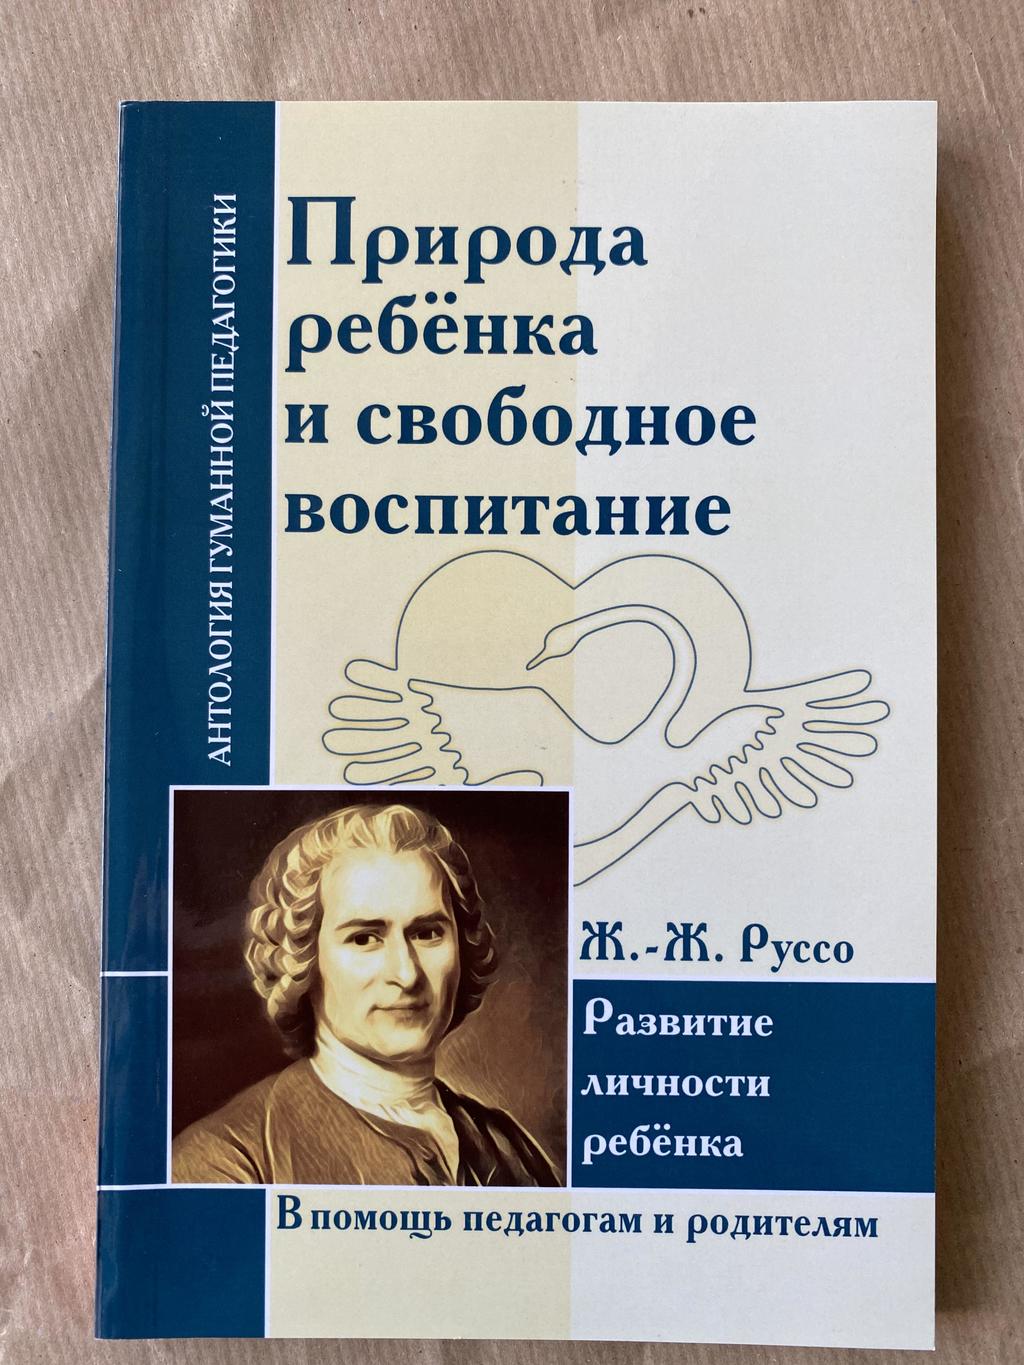 АНТОЛОГИЯ ГУМАННОЙ ПЕДАГОГИКИ
Природа
ребёнка
и свободное
воспитание
Ж.-Ж. Руссо
Развитие
личности
ребёнка
В помощь педагогам и родителям